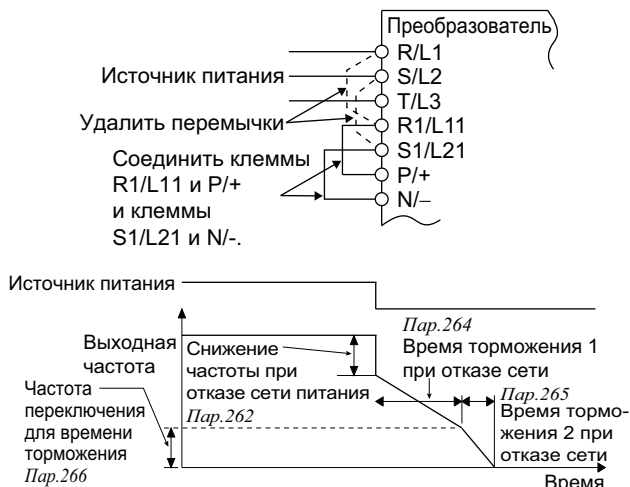 Преобразователь
R/L1
Источник питания
S/L2
T/L3
Удалить перемычки
R1/L11
S1/L21
Соединить клеммы
R1/L11 и P/+
и клеммы
S1/L21 и N/-.
P/+
N/–
Источник питания
Выходная
частота
Снижение
частоты при
отказе сети питания
Пар.262
Пар.264
Время торможения 1
при отказе сети
Пар.265
Время тормо-
жения 2 при
отказе сети
Частота
переключения
для времени
торможения
Пар.266
Время